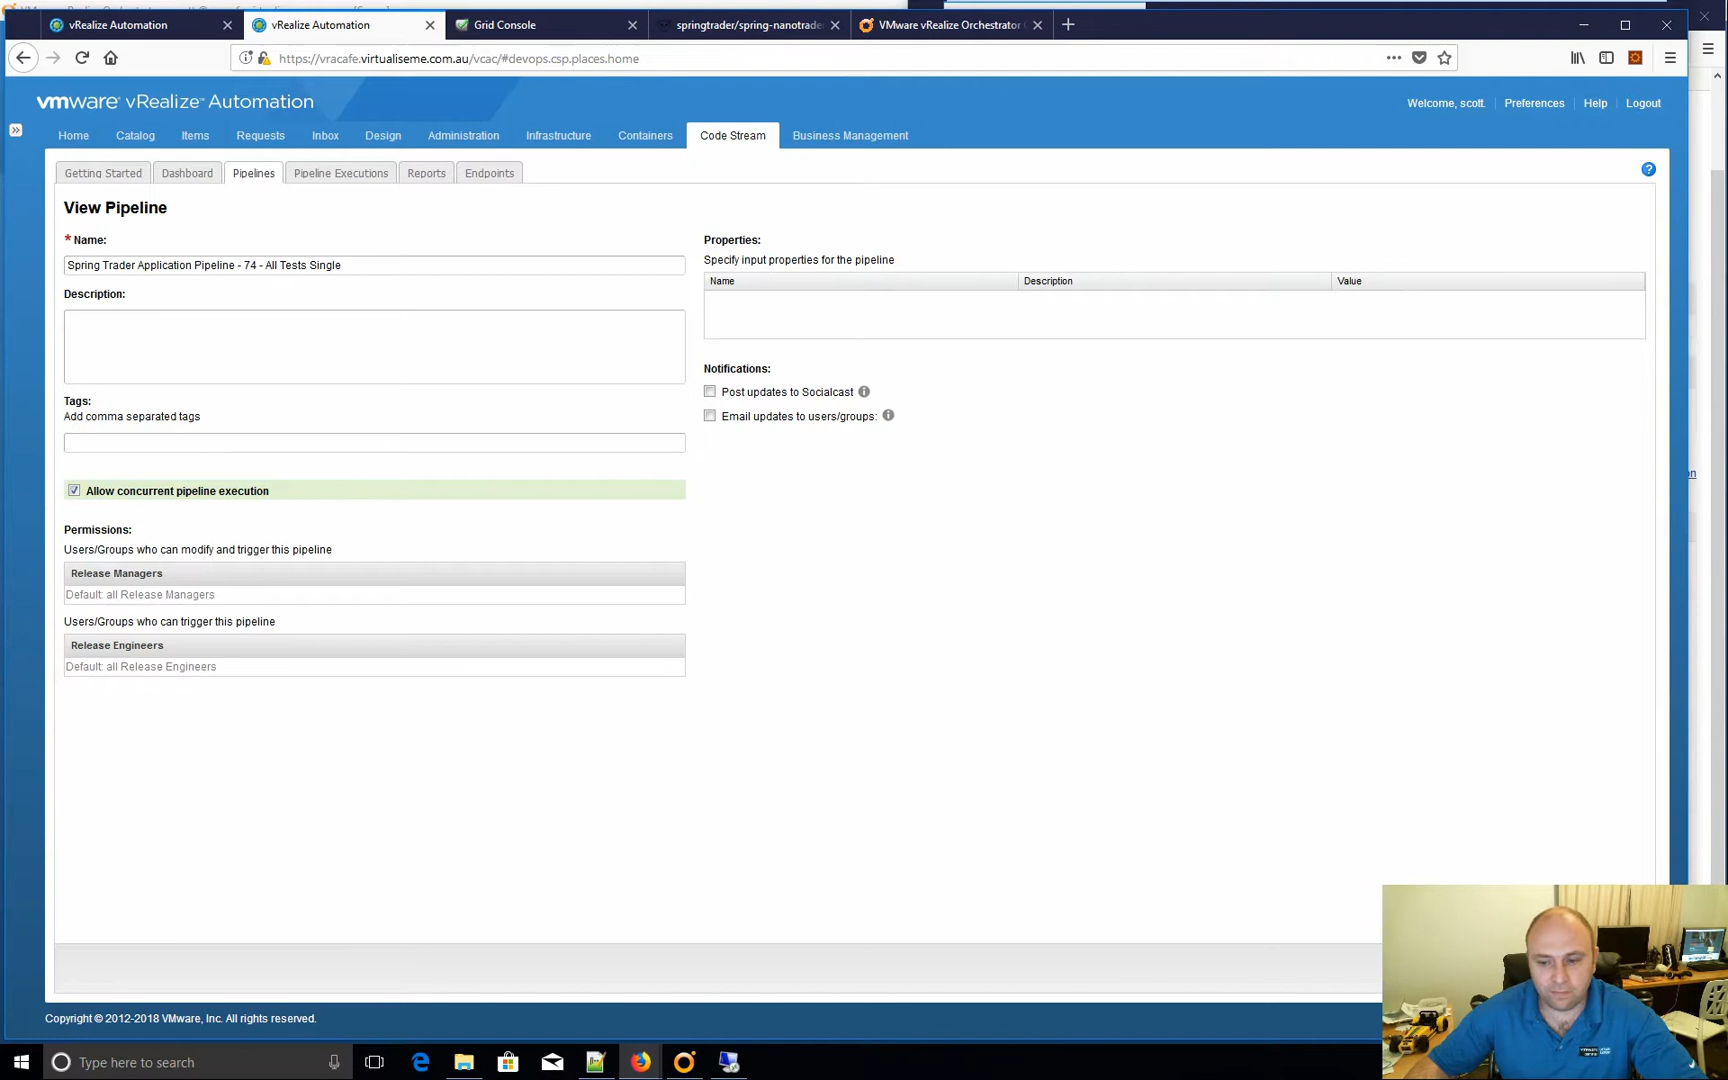 vRealize Automation
vRealize Automation
Grid Console
springtrader/spring-nanotrade
VMware vRealize Orchestrator
https://vracafe.virtualiseme.com.au/vcac/#devops.csp.places.home
vmware vRealize™ Automation
Welcome, scott. Preferences Help Logout
Home Catalog Items Requests Inbox Design Administration Infrastructure Containers Code Stream Business Management
Getting Started Dashboard Pipelines Pipeline Executions Reports Endpoints
View Pipeline
* Name:
Spring Trader Application Pipeline - 74 - All Tests Single
Description:
Tags:
Add comma separated tags
Allow concurrent pipeline execution
Permissions:
Users/Groups who can modify and trigger this pipeline
Release Managers
Default: all Release Managers
Users/Groups who can trigger this pipeline
Release Engineers
Default: all Release Engineers
Properties:
Specify input properties for the pipeline
Name Description Value
Notifications:
Post updates to Socialcast
Email updates to users/groups:
on
Copyright © 2012-2018 VMware, Inc. All rights reserved.
Type here to search